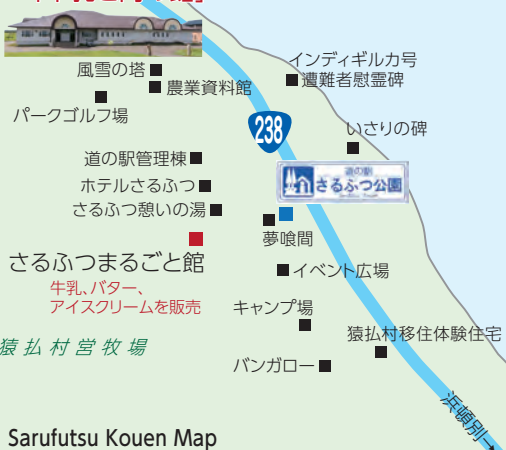 風雪の塔
農業資料館
パークゴルフ場
インディギルカ号
遭難者慰霊碑
238
いさりの碑
道の駅
さるふつ公園
道の駅管理棟
ホテルさるふつ
さるふつ憩いの湯
夢喰間
さるふつまるごと館
牛乳、バター、
アイスクリームを販売
イベント広場
キャンプ場
猿払村移住体験住宅
猿払村営牧場
バンガロー
浜頓別→
Sarufutsu Kouen Map